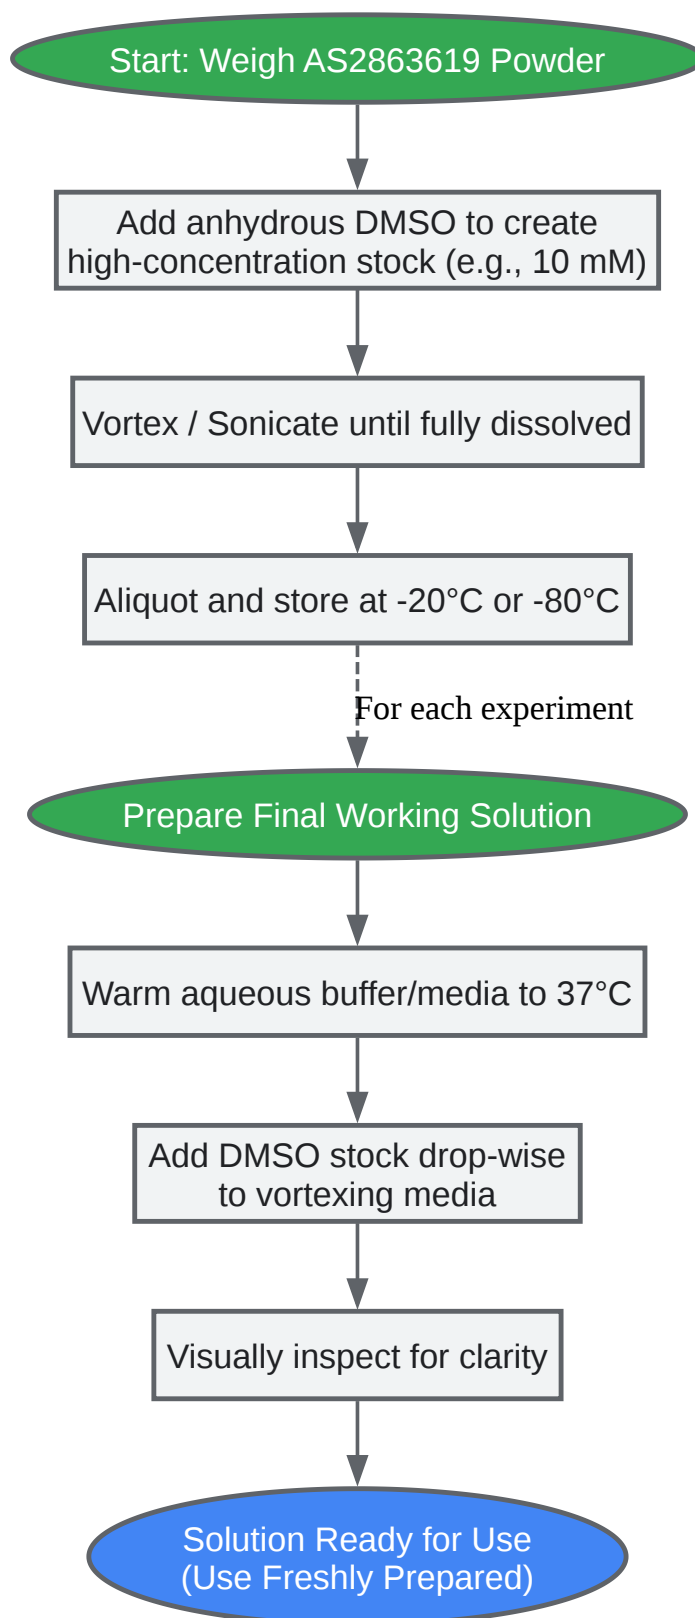 Start: Weigh AS2863619 Powder
Add anhydrous DMSO to create
high-concentration stock (e.g., 10 mM)
Vortex / Sonicate until fully dissolved
Aliquot and store at -20°C or -80°C
For each experiment
Prepare Final Working Solution
Warm aqueous buffer/media to 37°C
Add DMSO stock drop-wise
to vortexing media
Visually inspect for clarity
Solution Ready for Use
(Use Freshly Prepared)